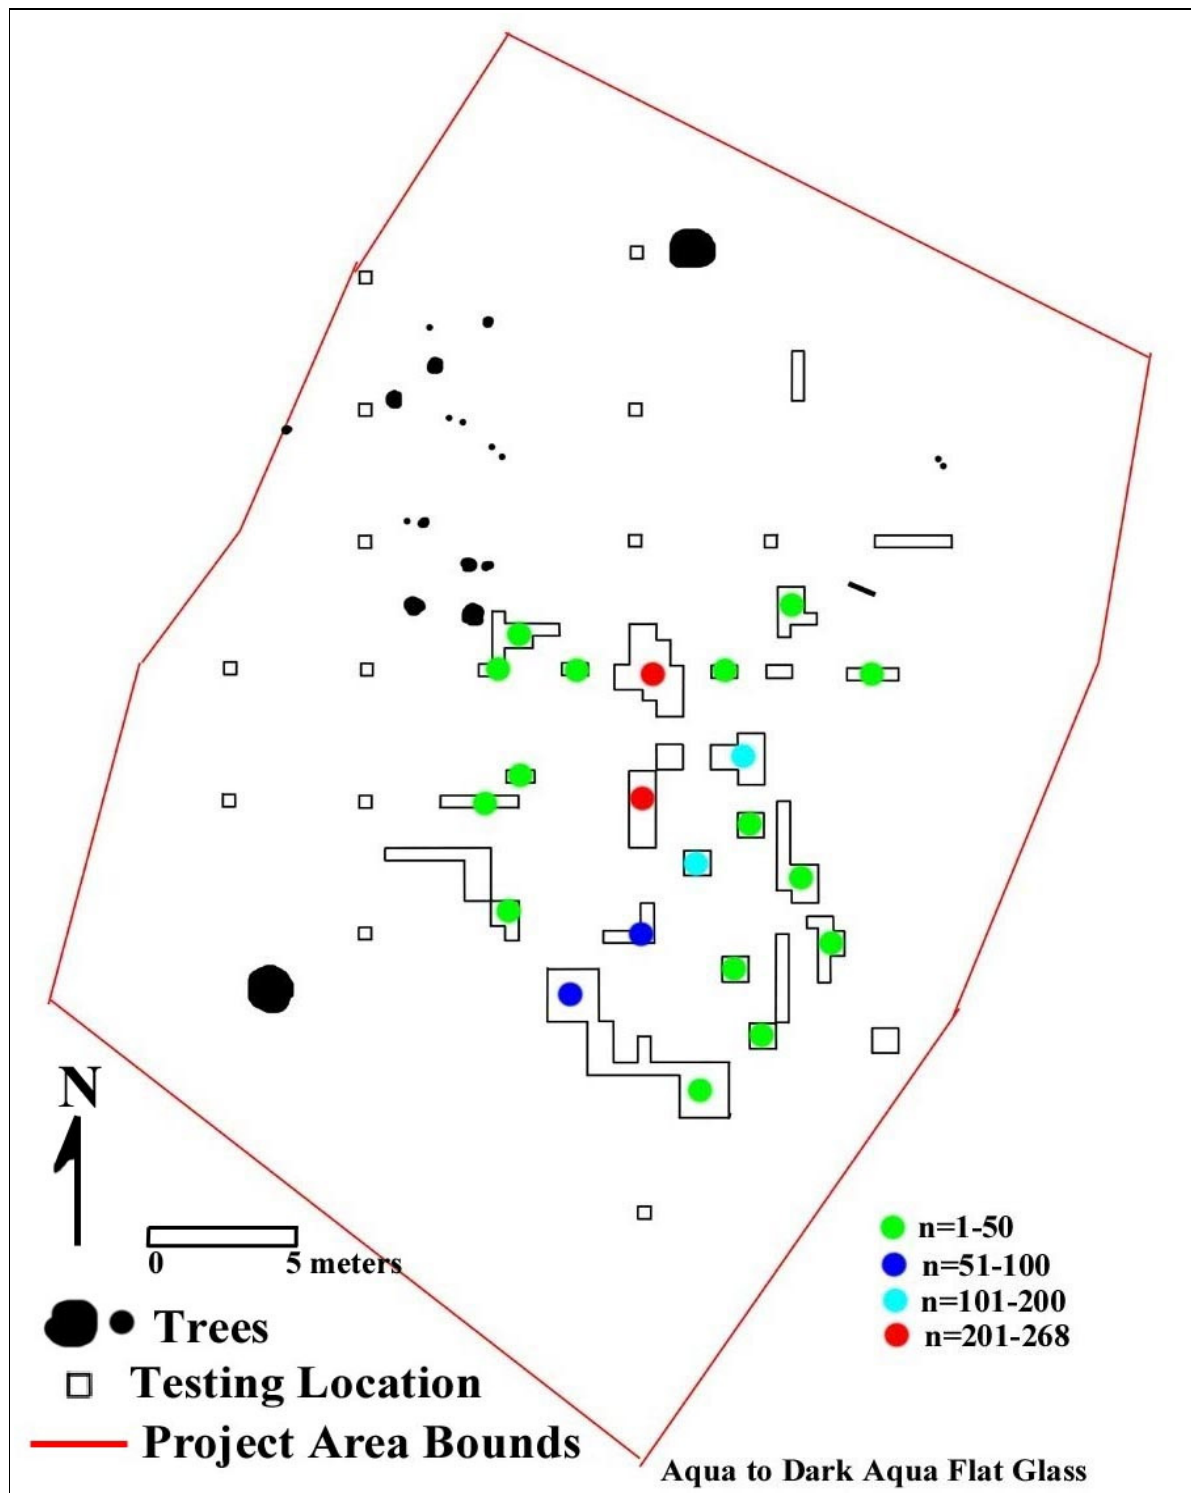 N
0 5 meters
Trees
Testing Location
Project Area Bounds
n=1-50
n=51-100
n=101-200
n=201-268
Aqua to Dark Aqua Flat Glass